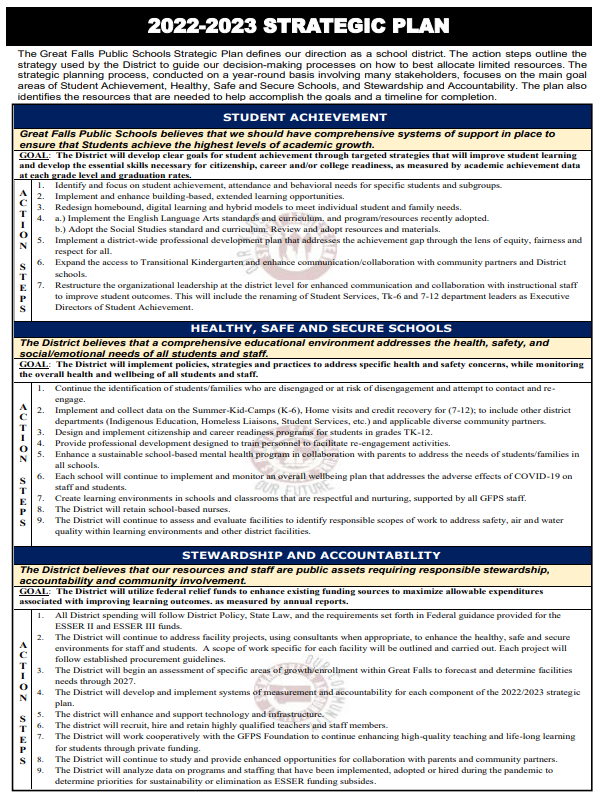 2022-2023 STRATEGIC PLAN
The Great Falls Public Schools Strategic Plan defines our direction as a school district. The action steps outline the
strategy used by the District to guide our decision-making processes on how to best allocate limited resources. The
strategic planning process, conducted on a year-round basis involving many stakeholders, focuses on the main goal
areas of Student Achievement, Healthy, Safe and Secure Schools, and Stewardship and Accountability. The plan also
identifies the resources that are needed to help accomplish the goals and a timeline for completion.
STUDENT ACHIEVEMENT
Great Falls Public Schools believes that we should have comprehensive systems of support in place to
ensure that Students achieve the highest levels of academic growth.
GOAL: The District will develop clear goals for student achievement through targeted strategies that will improve student learning
and develop the essential skills necessary for citizenship, career and/or college readiness, as measured by academic achievement data
at each grade level and graduation rates.
ACTION STEPS
1. Identify and focus on student achievement, attendance and behavioral needs for specific students and subgroups.
2. Implement and enhance building-based, extended learning opportunities.
3. Redesign homebound, digital learning and hybrid models to meet individual student and family needs.
4. a.) Implement the English Language Arts standards and curriculum, and program/resources recently adopted.
b.) Adopt the Social Studies standard and curriculum. Review and adopt resources and materials.
5. Implement a district-wide professional development plan that addresses the achievement gap through the lens of equity, fairness and
respect for all.
6. Expand the access to Transitional Kindergarten and enhance communication/collaboration with community partners and District
schools.
7. Restructure the organizational leadership at the district level for enhanced communication and collaboration with instructional staff
to improve student outcomes. This will include the renaming of Student Services, Tk-6 and 7-12 department leaders as Executive
Directors of Student Achievement.
HEALTHY, SAFE AND SECURE SCHOOLS
The District believes that a comprehensive educational environment addresses the health, safety, and
social/emotional needs of all students and staff.
GOAL: The District will implement policies, strategies and practices to address specific health and safety concerns, while monitoring
the overall health and wellbeing of all students and staff.
ACTION STEPS
1. Continue the identification of students/families who are disengaged or at risk of disengagement and attempt to contact and re-
engage.
2. Implement and collect data on the Summer-Kid-Camps (K-6), Home visits and credit recovery for (7-12); to include other district
departments (Indigenous Education, Homeless Liaisons, Student Services, etc.) and applicable diverse community partners.
3. Design and implement citizenship and career readiness programs for students in grades TK-12.
4. Provide professional development designed to train personnel to facilitate re-engagement activities.
5. Enhance a sustainable school-based mental health program in collaboration with parents to address the needs of students/families in
all schools.
6. Each school will continue to implement and monitor an overall wellbeing plan that addresses the adverse effects of COVID-19 on
staff and students.
7. Create learning environments in schools and classrooms that are respectful and nurturing, supported by all GFPS staff.
8. The District will retain school-based nurses.
9. The District will continue to assess and evaluate facilities to identify responsible scopes of work to address safety, air and water
quality within learning environments and other district facilities.
OUR FUTURE
STEWARDSHIP AND ACCOUNTABILITY
The District believes that our resources and staff are public assets requiring responsible stewardship,
accountability and community involvement.
GOAL: The District will utilize federal relief funds to enhance existing funding sources to maximize allowable expenditures
associated with improving learning outcomes, as measured by annual reports.
ACTION STEPS
1. All District spending will follow District Policy, State Law, and the requirements set forth in Federal guidance provided for the
ESSER II and ESSER III funds.
2. The District will continue to address facility projects, using consultants when appropriate, to enhance the healthy, safe and secure
environments for staff and students. A scope of work specific for each facility will be outlined and carried out. Each project will
follow established procurement guidelines.
3. The District will begin an assessment of specific areas of growth/enrollment within Great Falls to forecast and determine facilities
needs through 2027.
4. The District will develop and implement systems of measurement and accountability for each component of the 2022/2023 strategic
plan.
5. The district will enhance and support technology and infrastructure.
6. The district will recruit, hire and retain highly qualified teachers and staff members.
7. The District will work cooperatively with the GFPS Foundation to continue enhancing high-quality teaching and life-long learning
for students through private funding.
8. The District will continue to study and provide enhanced opportunities for collaboration with parents and community partners.
9. The District will analyze data on programs and staffing that have been implemented, adopted or hired during the pandemic to
determine priorities for sustainability or elimination as ESSER funding subsides.